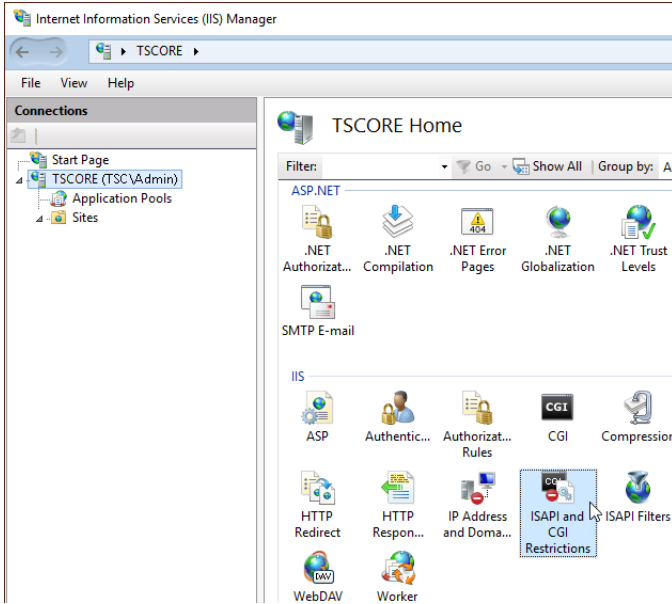 Internet Information Services (IIS) Manager
TSCORE
File View Help
Connections
Start Page
TSCORE (TSC\Admin)
Application Pools
Sites
TSCORE Home
Filter: Go Show All Group by: A
ASP.NET
.NET Authorizat...
.NET Compilation
404
.NET Error Pages
.NET Globalization
.NET Trust Levels
SMTP E-mail
IIS
ASP
Authentic...
Authorizat... Rules
CGI
CGI
Compression
HTTP Redirect
HTTP Respon...
IP Address and Doma...
ISAPI and CGI Restrictions
ISAPI Filters
DAV
WebDAV
Worker